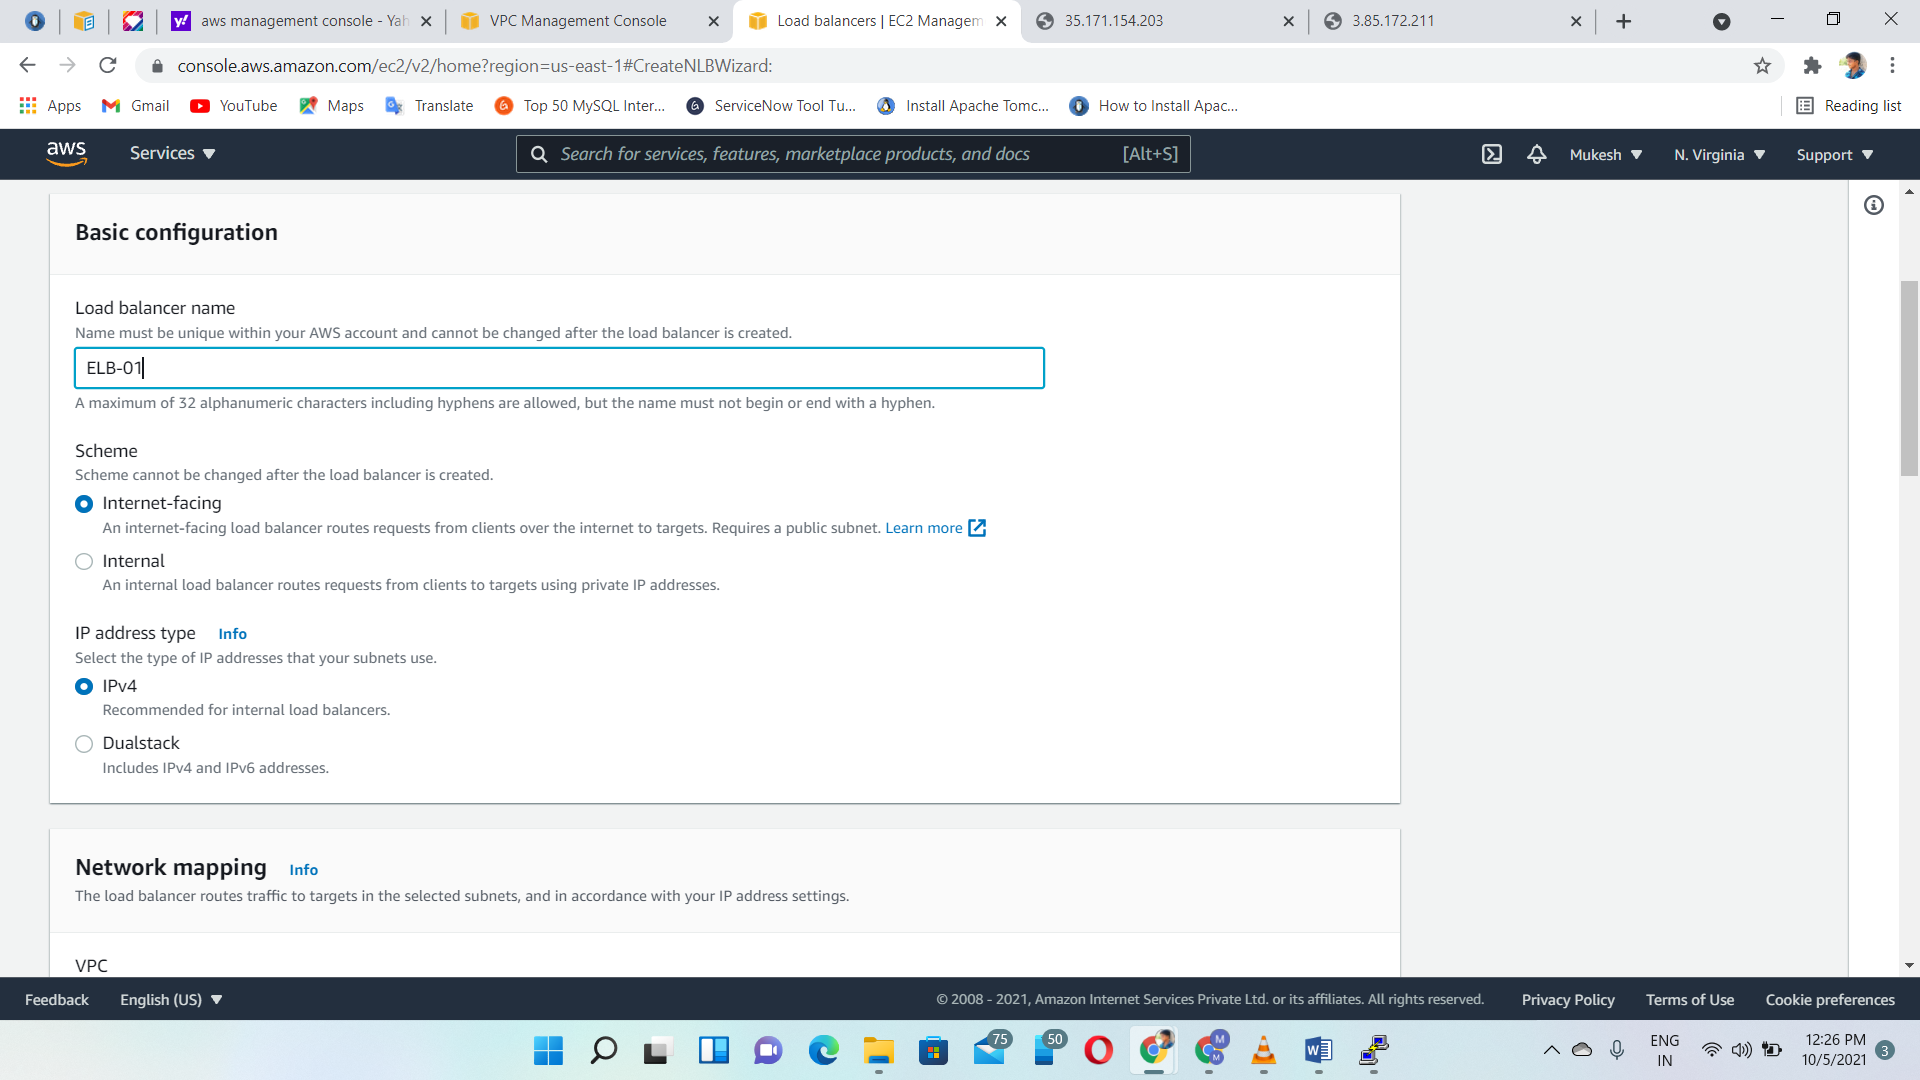 aws management console - Yah
VPC Management Console
Load balancers | EC2 Managem
35.171.154.203
3.85.172.211
console.aws.amazon.com/ec2/v2/home?region=us-east-1#CreateNLBWizard:
Apps
Gmail
YouTube
Maps
Translate
Top 50 MySQL Inter...
ServiceNow Tool Tu...
Install Apache Tomc...
How to Install Apac...
Reading list
aws
Services
Search for services, features, marketplace products, and docs
[Alt+S]
Mukesh
N. Virginia
Support
Basic configuration
Load balancer name
Name must be unique within your AWS account and cannot be changed after the load balancer is created.
ELB-01
A maximum of 32 alphanumeric characters including hyphens are allowed, but the name must not begin or end with a hyphen.
Scheme
Scheme cannot be changed after the load balancer is created.
Internet-facing
An internet-facing load balancer routes requests from clients over the internet to targets. Requires a public subnet. Learn more
Internal
An internal load balancer routes requests from clients to targets using private IP addresses.
IP address type Info
Select the type of IP addresses that your subnets use.
IPv4
Recommended for internal load balancers.
Dualstack
Includes IPv4 and IPv6 addresses.
Network mapping Info
The load balancer routes traffic to targets in the selected subnets, and in accordance with your IP address settings.
VPC
Feedback
English (US)
© 2008 - 2021, Amazon Internet Services Private Ltd. or its affiliates. All rights reserved.
Privacy Policy
Terms of Use
Cookie preferences
75
50
M
M
ENG
IN
12:26 PM
10/5/2021
3